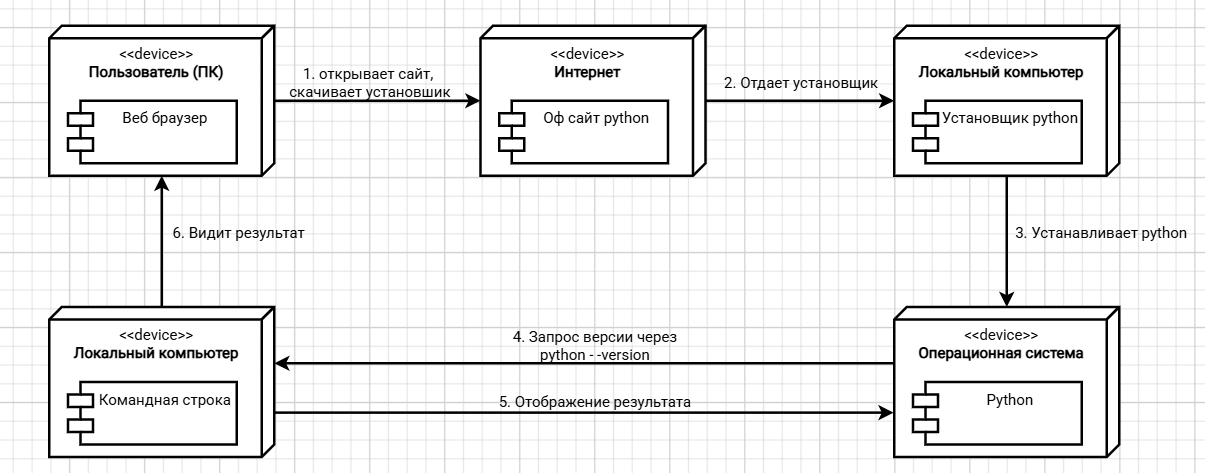 <<device>>
Пользователь (ПК)
Веб браузер
1. открывает сайт,
скачивает установшик
<<device>>
Интернет
Оф сайт python
2. Отдает установщик
<<device>>
Локальный компьютер
Установщик python
6. Видит результат
3. Устанавливает python
<<device>>
Локальный компьютер
Командная строка
4. Запрос версии через
python - -version
5. Отображение результата
<<device>>
Операционная система
Python